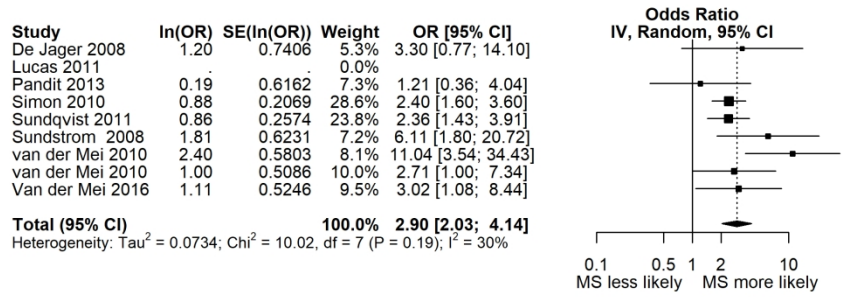 Odds Ratio
Study ln(OR) SE(ln(OR)) Weight OR [95% CI] IV, Random, 95% CI
De Jager 2008 1.20 0.7406 5.3% 3.30 [0.77; 14.10]
Lucas 2011 . . 0.0%
Pandit 2013 0.19 0.6162 7.3% 1.21 [0.36; 4.04]
Simon 2010 0.88 0.2069 28.6% 2.40 [1.60; 3.60]
Sundqvist 2011 0.86 0.2574 23.8% 2.36 [1.43; 3.91]
Sundstrom 2008 1.81 0.6231 7.2% 6.11 [1.80; 20.72]
van der Mei 2010 2.40 0.5803 8.1% 11.04 [3.54; 34.43]
van der Mei 2010 1.00 0.5086 10.0% 2.71 [1.00; 7.34]
Van der Mei 2016 1.11 0.5246 9.5% 3.02 [1.08; 8.44]
Total (95% CI) 100.0% 2.90 [2.03; 4.14]
Heterogeneity: Tau² = 0.0734; Chi² = 10.02, df = 7 (P = 0.19); I² = 30%
0.1 0.5 1 2 10
MS less likely MS more likely